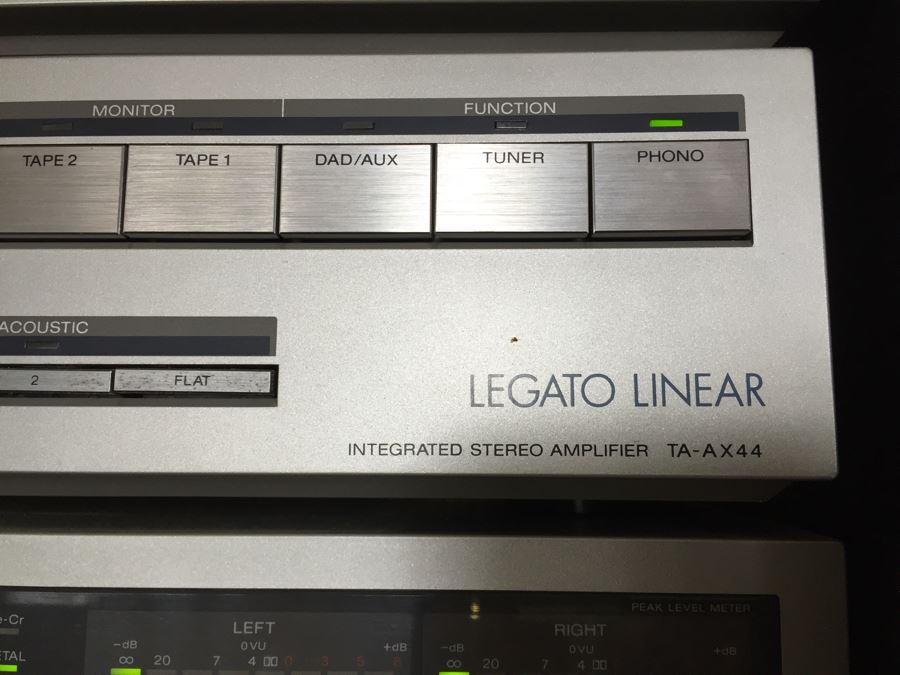 MONITOR FUNCTION
TAPE 2 TAPE 1 DAD/AUX TUNER PHONO
ACOUSTIC
2 FLAT
LEGATO LINEAR
INTEGRATED STEREO AMPLIFIER TA-AX44
PEAK LEVEL METER
e-Cr
LEFT RIGHT
-dB 0VU +dB -dB 0VU +dB
ETAL
∞ 20 7 4 0 3 5 8 ∞ 20 7 4